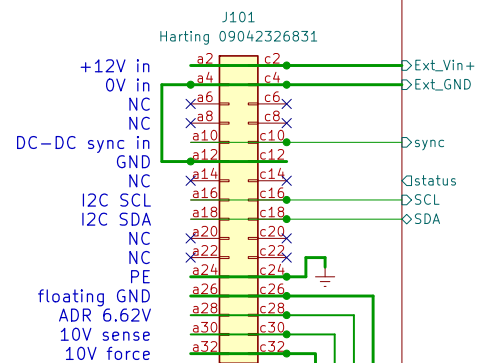 J101
Harting 09042326831
+12V in a2 c2 Ext_Vin+
0V in a4 c4 Ext_GND
NC a6 c6
NC a8 c8
DC-DC sync in a10 c10 sync
GND a12 c12
NC a14 c14 status
I2C SCL a16 c16 SCL
I2C SDA a18 c18 SDA
NC a20 c20
NC a22 c22
PE a24 c24
floating GND a26 c26
ADR 6.62V a28 c28
10V sense a30 c30
10V force a32 c32